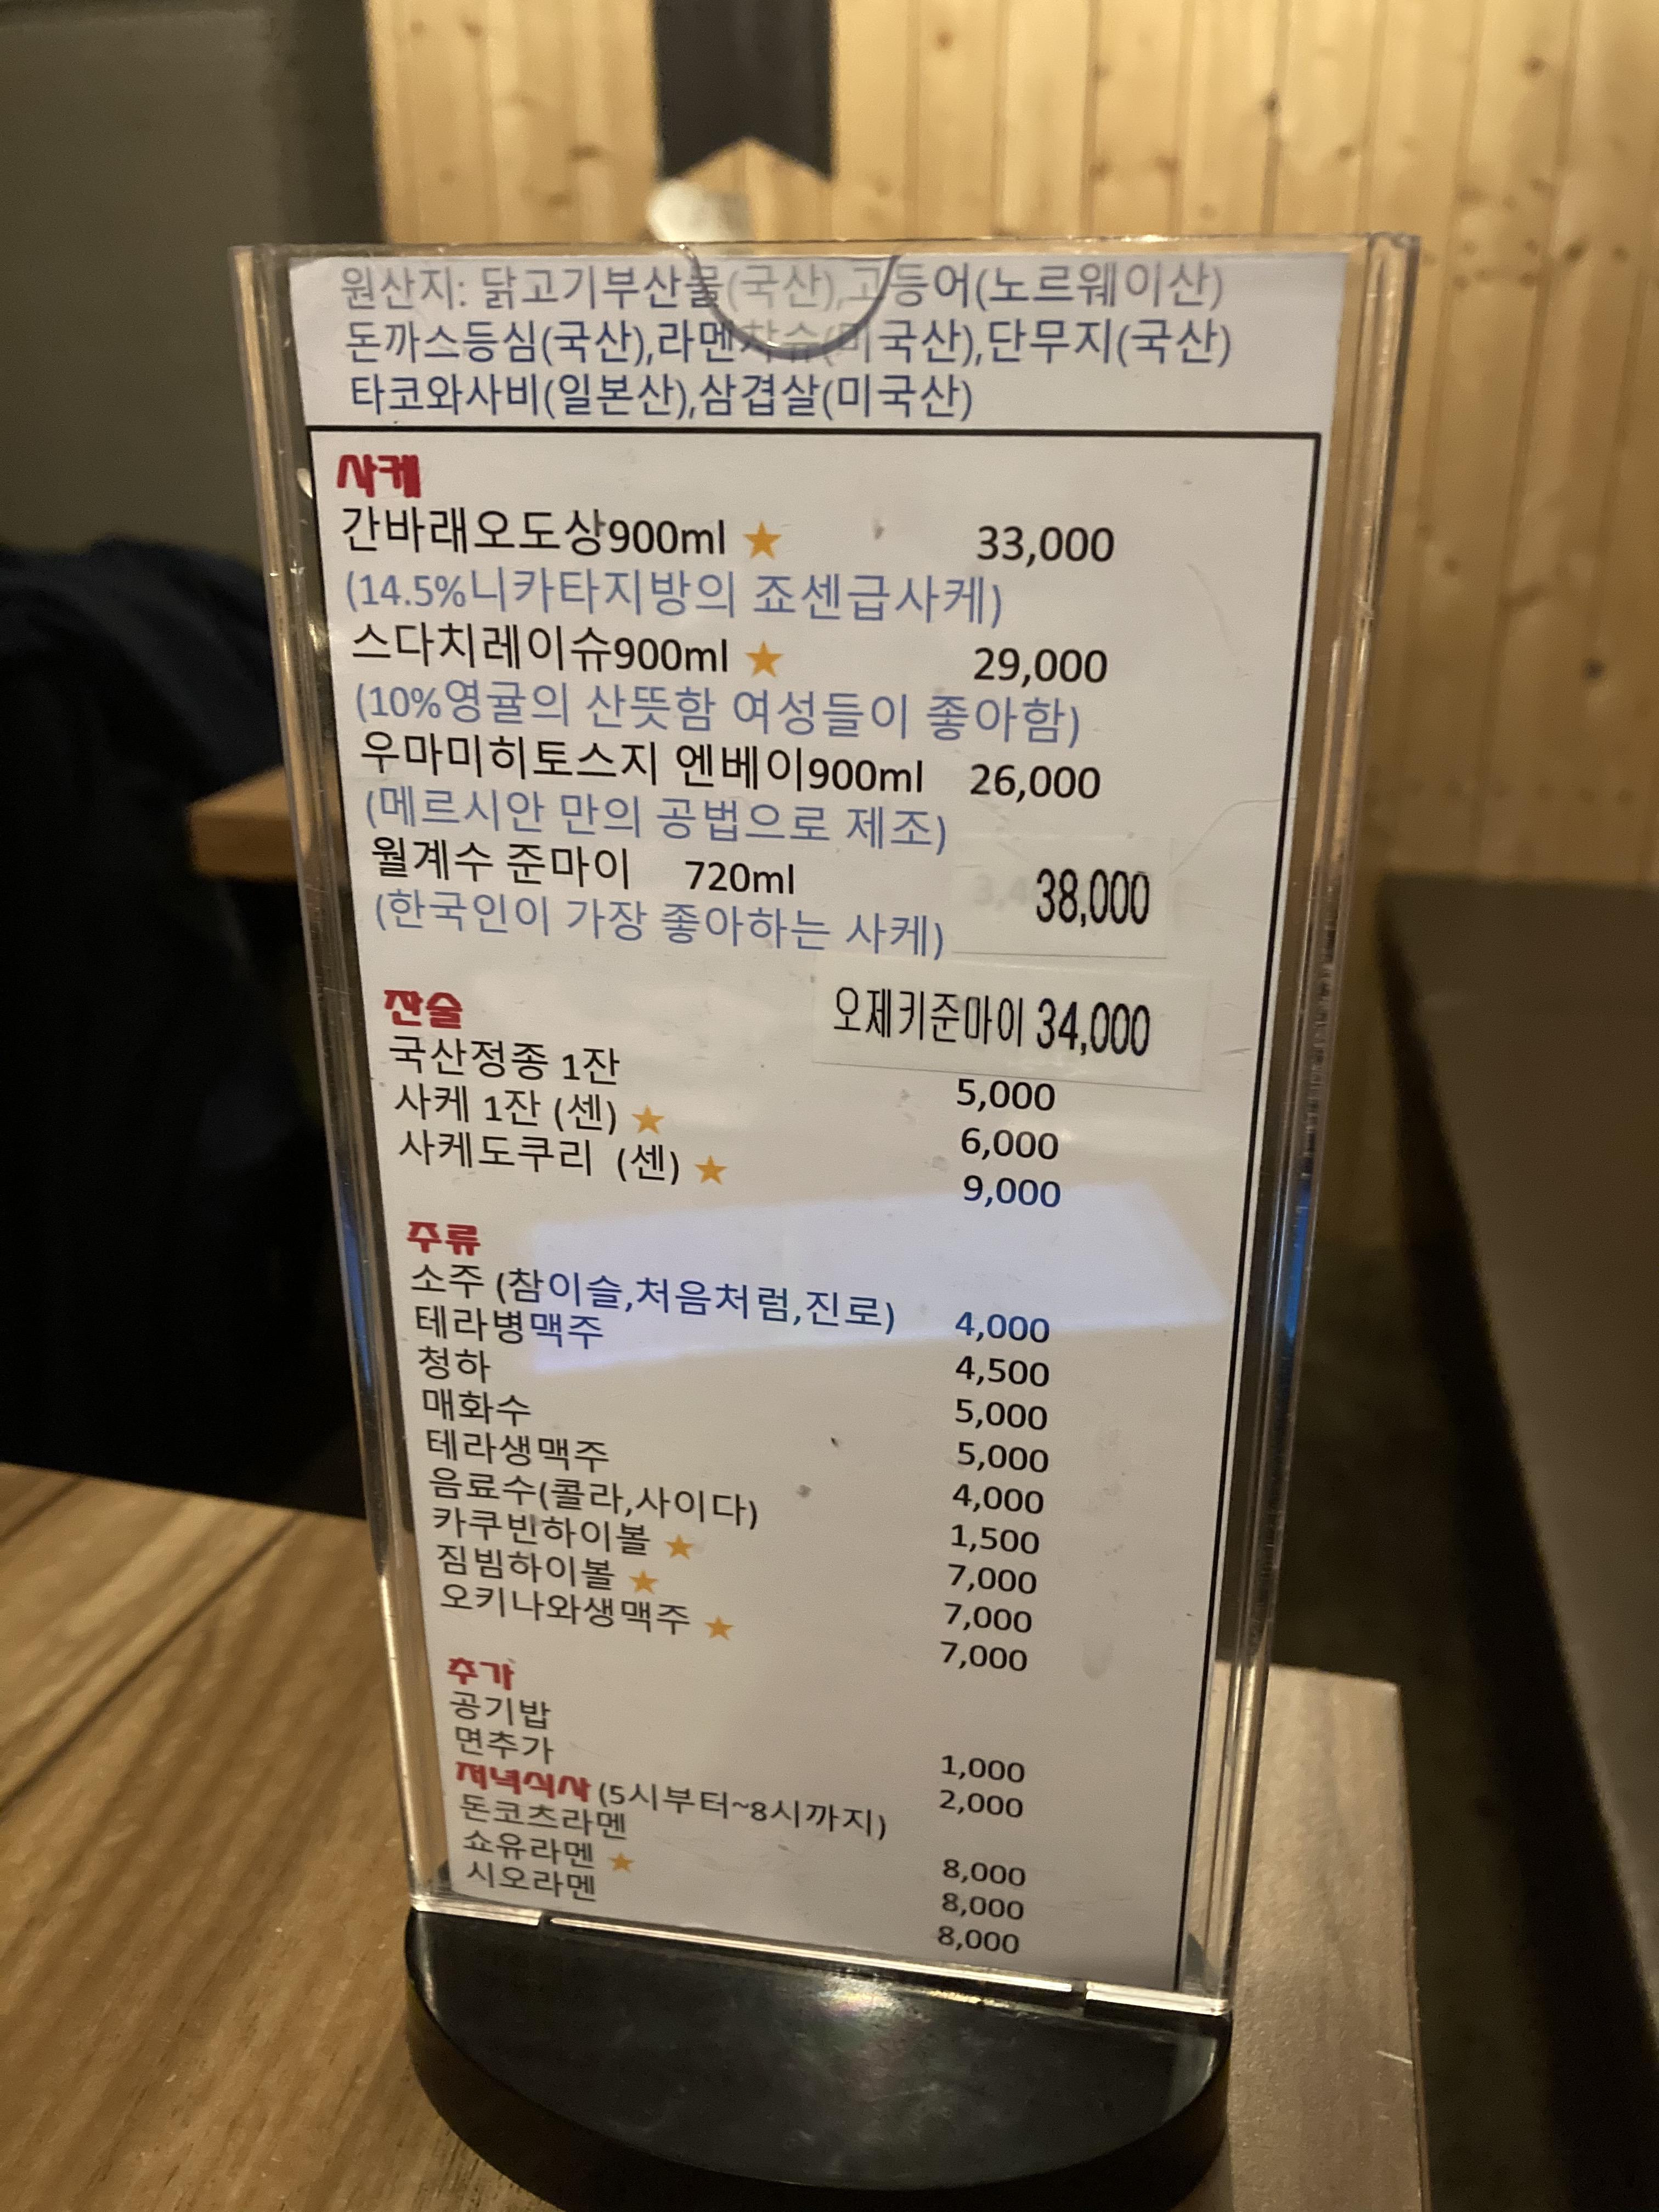 원산지: 닭고기부산물(국산),고등어(노르웨이산)
돈까스등심(국산),라멘차슈(미국산),단무지(국산)
타코와사비(일본산),삼겹살(미국산)
사케
간바래오도상900ml ★ 33,000
(14.5%니카타지방의 죠센급사케)
스다치레이슈900ml ★ 29,000
(10%영귤의 산뜻함 여성들이 좋아함)
우마미히토스지 엔베이900ml 26,000
(메르시안 만의 공법으로 제조)
월계수 준마이 720ml 38,000
(한국인이 가장 좋아하는 사케)
오제키준마이 34,000
잔술
국산정종 1잔 5,000
사케 1잔 (센) ★ 6,000
사케도쿠리 (센) ★ 9,000
주류
소주 (참이슬,처음처럼,진로) 4,000
테라병맥주 4,500
청하 5,000
매화수 5,000
테라생맥주 4,000
음료수(콜라,사이다) 1,500
카쿠빈하이볼 ★ 7,000
짐빔하이볼 ★ 7,000
오키나와생맥주 ★ 7,000
추가
공기밥 1,000
면추가 2,000
저녁식사 (5시부터~8시까지)
돈코츠라멘 8,000
쇼유라멘 ★ 8,000
시오라멘 8,000